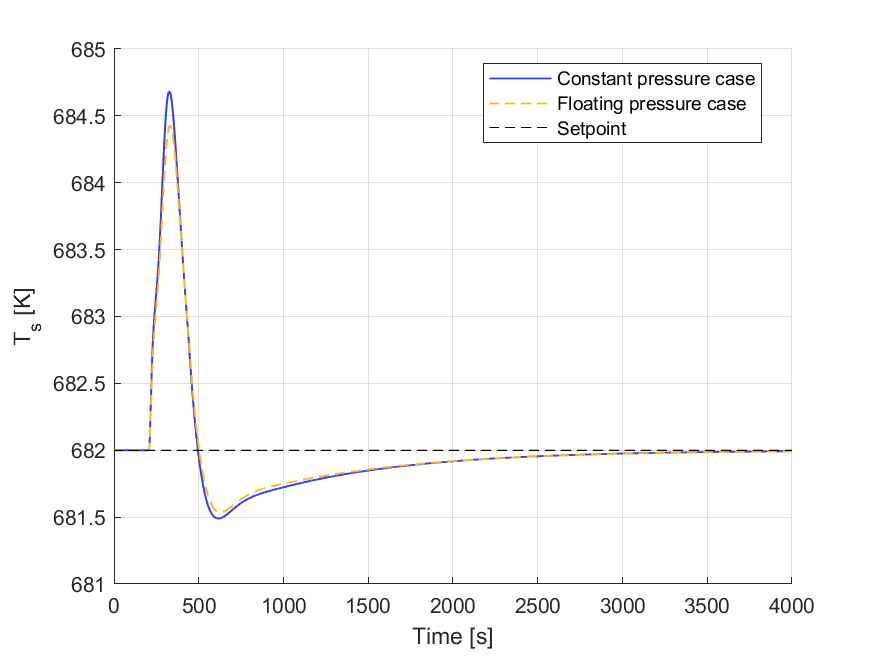 685
684.5
684
683.5
683
682.5
682
681.5
681
T_s [K]
0 500 1000 1500 2000 2500 3000 3500 4000
Time [s]
Constant pressure case
Floating pressure case
Setpoint